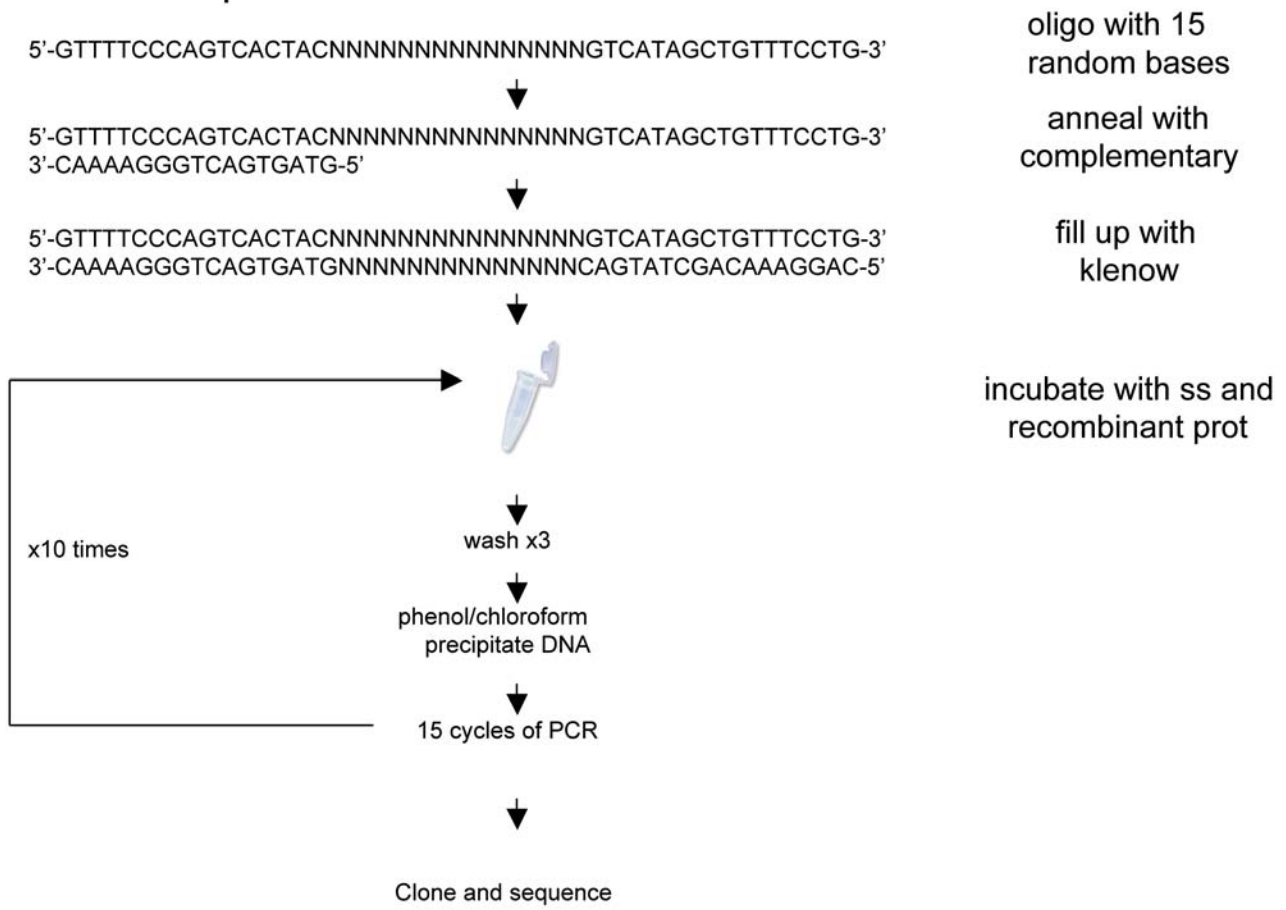 5'-GTTTTCCCAGTCACTACNNNNNNNNNNNNNNNGTCATAGCTGTTTCCTG-3'
oligo with 15
random bases
5'-GTTTTCCCAGTCACTACNNNNNNNNNNNNNNNGTCATAGCTGTTTCCTG-3'
3'-CAAAAGGGTCAGTGATG-5'
anneal with
complementary
5'-GTTTTCCCAGTCACTACNNNNNNNNNNNNNNNGTCATAGCTGTTTCCTG-3'
3'-CAAAAGGGTCAGTGATGNNNNNNNNNNNNNNCAGTATCGACAAAGGAC-5'
fill up with
klenow
incubate with ss and
recombinant prot
x10 times
wash x3
phenol/chloroform
precipitate DNA
15 cycles of PCR
Clone and sequence